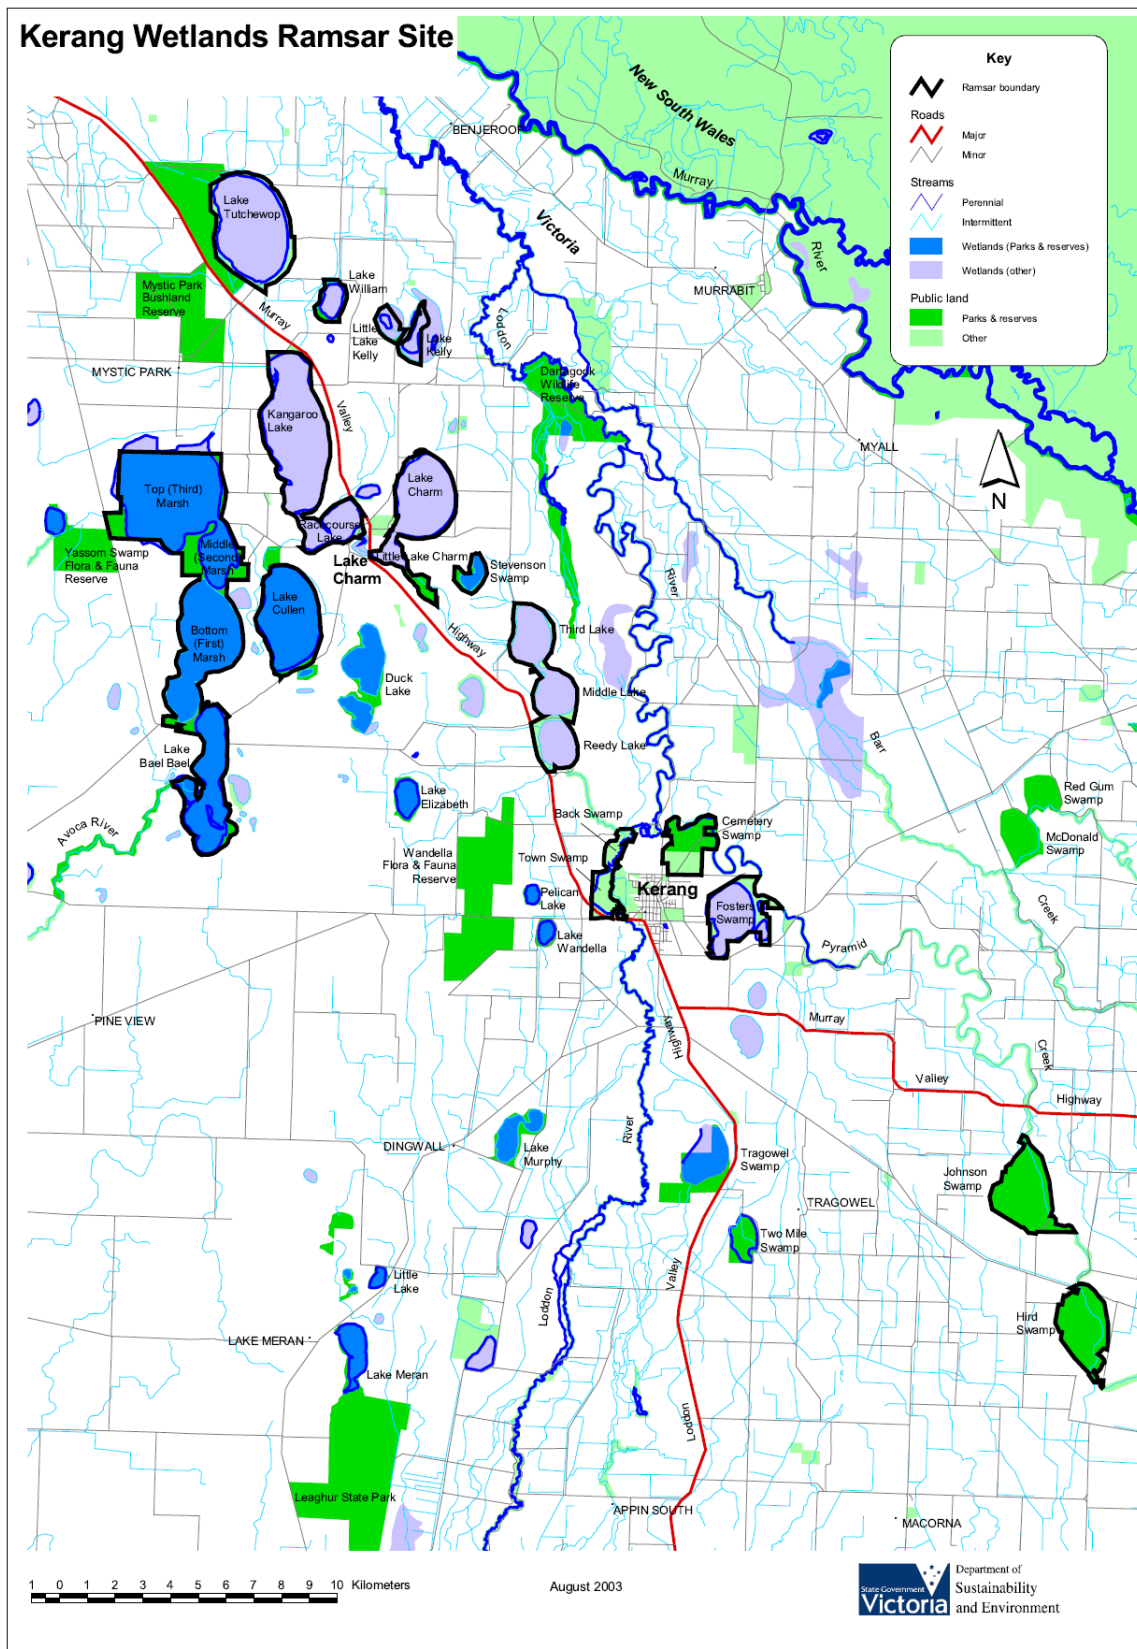 Kerang Wetlands Ramsar Site
Key
Ramsar boundary
Roads
Major
Minor
Streams
Perennial
Intermittent
Wetlands (Parks & reserves)
Wetlands (other)
Public land
Parks & reserves
Other
New South Wales
BENJEROOP
Murray
River
Victoria
Lake
Tutchewop
Mystic Park
Bushland
Reserve
Lake
William
Murray
Little
Lake
Kelly
Lake
Kelly
Loddon
MURRABIT
MYSTIC PARK
Dartagook
Wildlife
Reserve
Kangaroo
Lake
Valley
MYALL
N
Lake
Charm
Top (Third)
Marsh
Racecourse
Lake
Middle
(Second)
Marsh
Yassom Swamp
Flora & Fauna
Reserve
Lake
Charm
Little Lake Charm
Stevenson
Swamp
River
Lake
Cullen
Bottom
(First)
Marsh
Highway
Third Lake
Duck
Lake
Middle Lake
Reedy Lake
Barr
Lake
Bael Bael
Lake
Elizabeth
Red Gum
Swamp
McDonald
Swamp
Avoca River
Back Swamp
Cemetery
Swamp
Wandella
Flora & Fauna
Reserve
Town Swamp
Kerang
Pelican
Lake
Fosters
Swamp
Creek
Lake
Wandella
Pyramid
PINE VIEW
Highway
Murray
Creek
Valley
Highway
DINGWALL
River
Lake
Murphy
Tragowel
Swamp
Johnson
Swamp
TRAGOWEL
Two Mile
Swamp
Valley
Little
Lake
Loddon
Hird
Swamp
LAKE MERAN
Lake Meran
Loddon
Leaghur State Park
APPIN SOUTH
MACORNA
1 0 1 2 3 4 5 6 7 8 9 10 Kilometers
August 2003
State Government
Victoria
Department of
Sustainability
and Environment